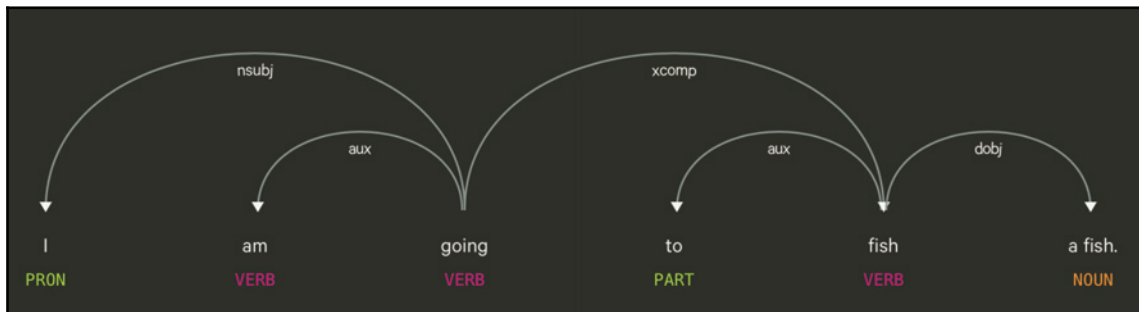 nsubj xcomp
aux aux dobj
I am going to fish a fish.
PRON VERB VERB PART VERB NOUN